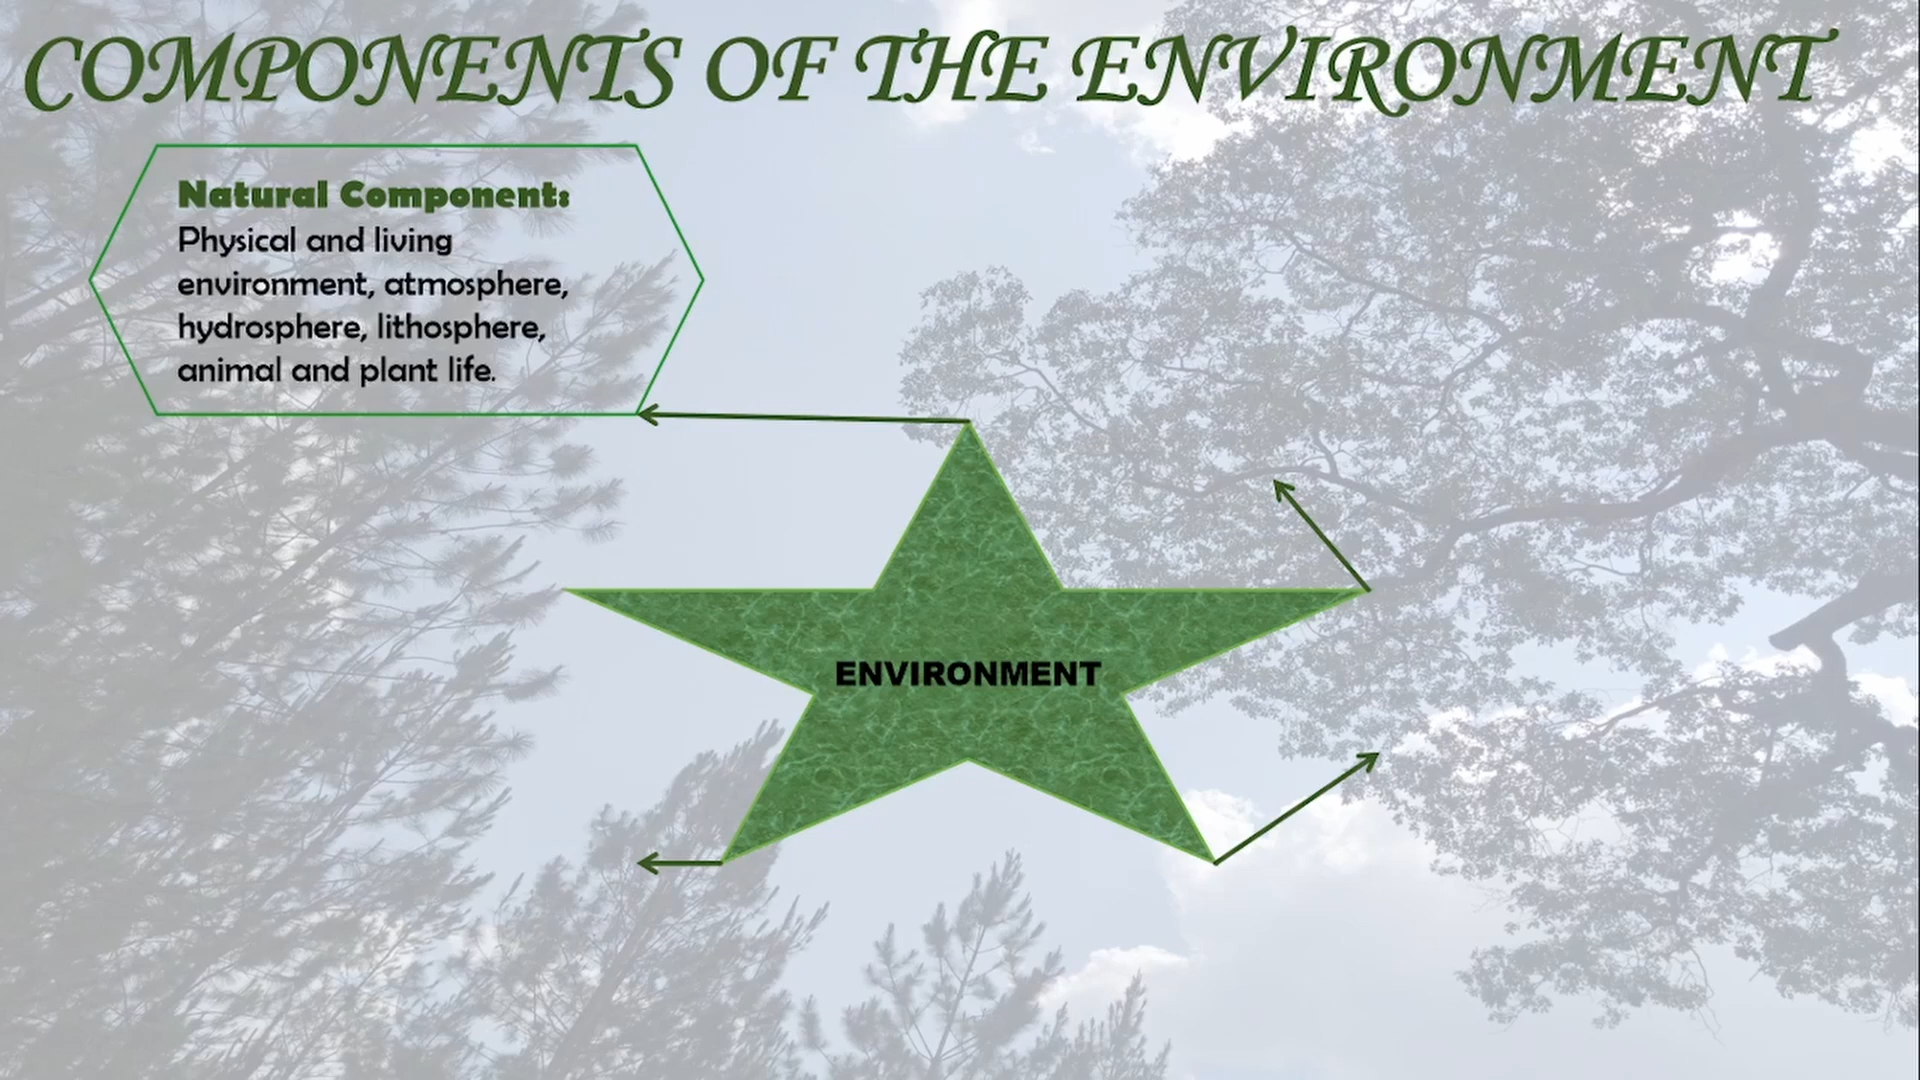 COMPONENTS OF THE ENVIRONMENT
Natural Component:
Physical and living
environment, atmosphere,
hydrosphere, lithosphere,
animal and plant life.
ENVIRONMENT